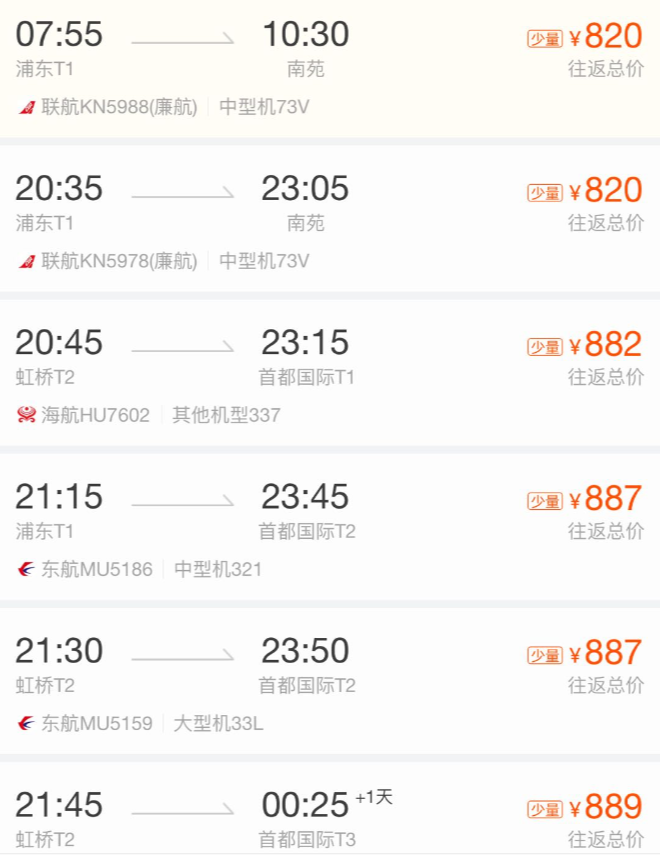 07:55 10:30 少量 ¥820
浦东T1 南苑 往返总价
联航KN5988(廉航) 中型机73V
20:35 23:05 少量 ¥820
浦东T1 南苑 往返总价
联航KN5978(廉航) 中型机73V
20:45 23:15 少量 ¥882
虹桥T2 首都国际T1 往返总价
海航HU7602 其他机型337
21:15 23:45 少量 ¥887
浦东T1 首都国际T2 往返总价
东航MU5186 中型机321
21:30 23:50 少量 ¥887
虹桥T2 首都国际T2 往返总价
东航MU5159 大型机33L
21:45 00:25 +1天 少量 ¥889
虹桥T2 首都国际T3 往返总价